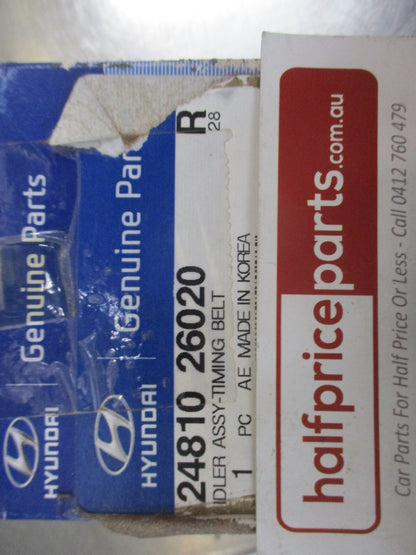 HYUNDAI
Genuine Parts
HYUNDAI
Genuine Par
24810 26020
R
28
IDLER ASSY-TIMING BELT
1 PC AE MADE IN KOREA
halfpriceparts.com.au
Car Parts For Half Price Or Less - Call 0412 760 479